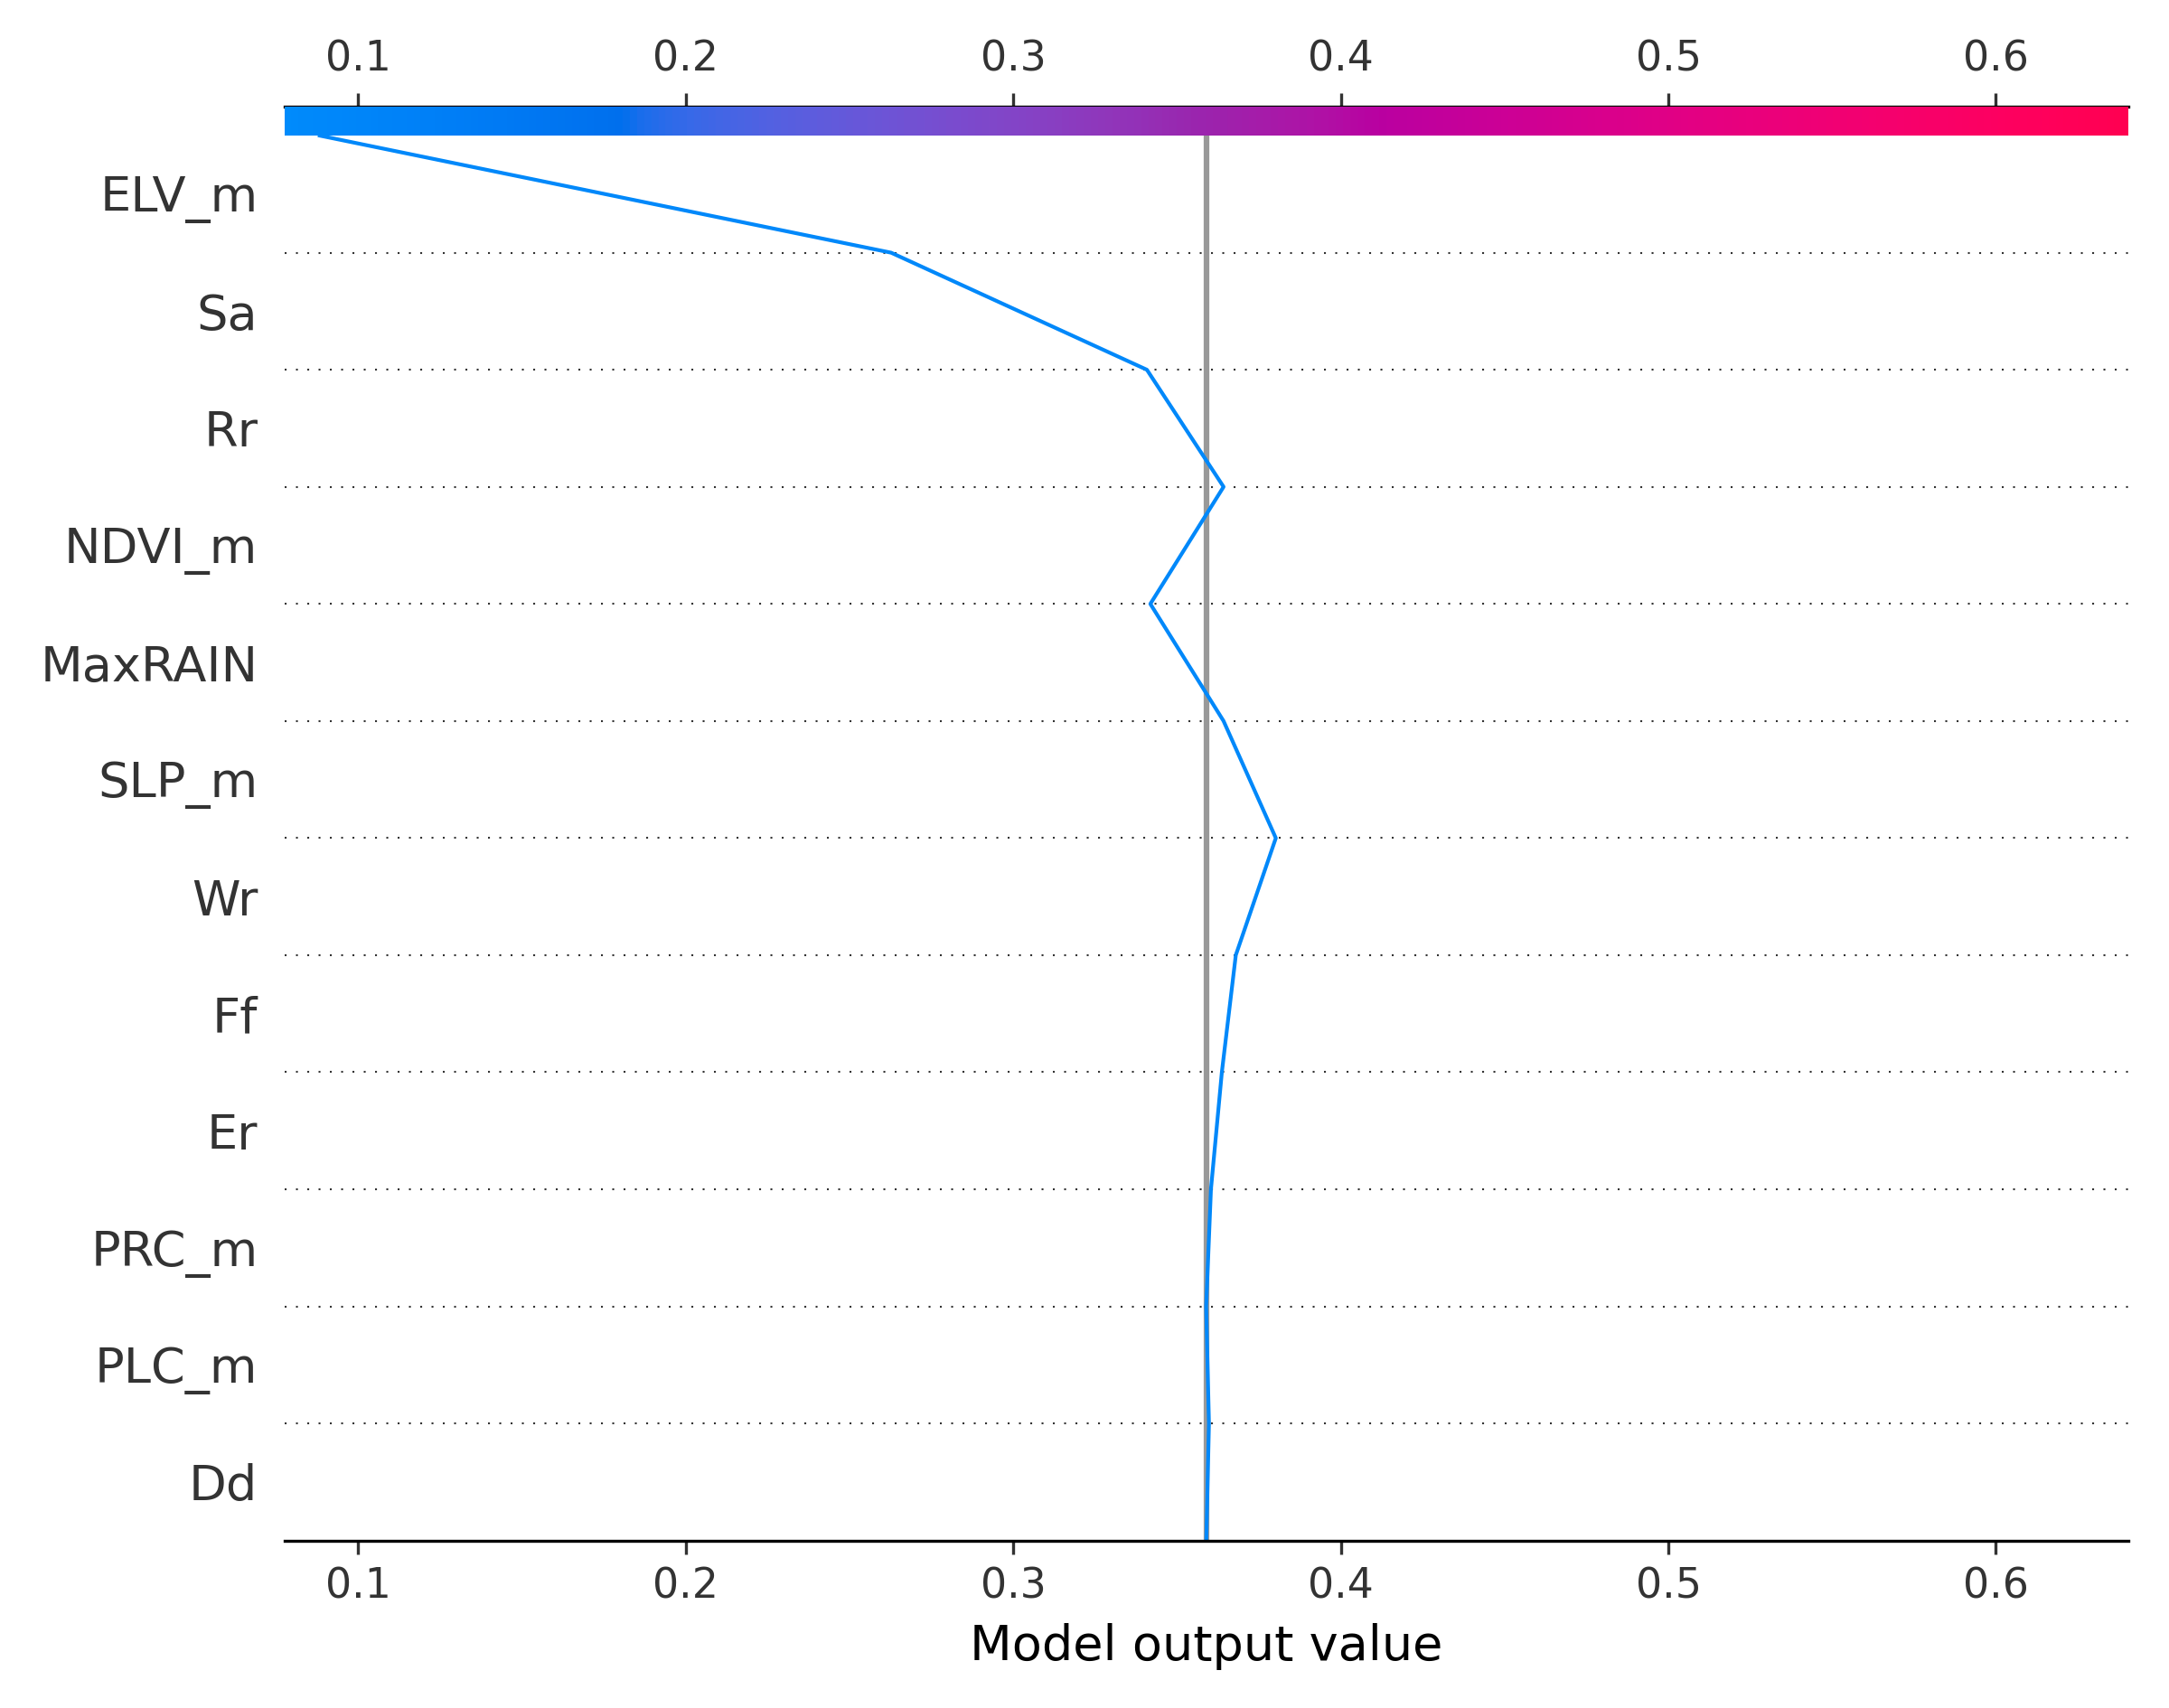 0.1 0.2 0.3 0.4 0.5 0.6
ELV_m
Sa
Rr
NDVI_m
MaxRAIN
SLP_m
Wr
Ff
Er
PRC_m
PLC_m
Dd
0.1 0.2 0.3 0.4 0.5 0.6
Model output value